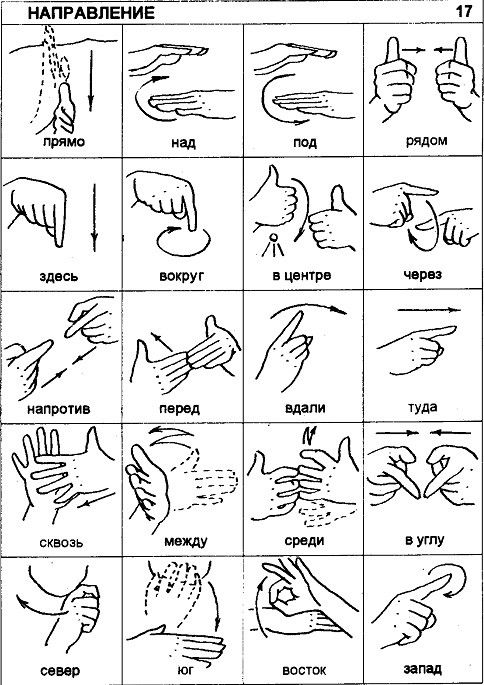 НАПРАВЛЕНИЕ 17
прямо над под рядом
здесь вокруг в центре через
напротив перед вдали туда
сквозь между среди в углу
север юг восток запад